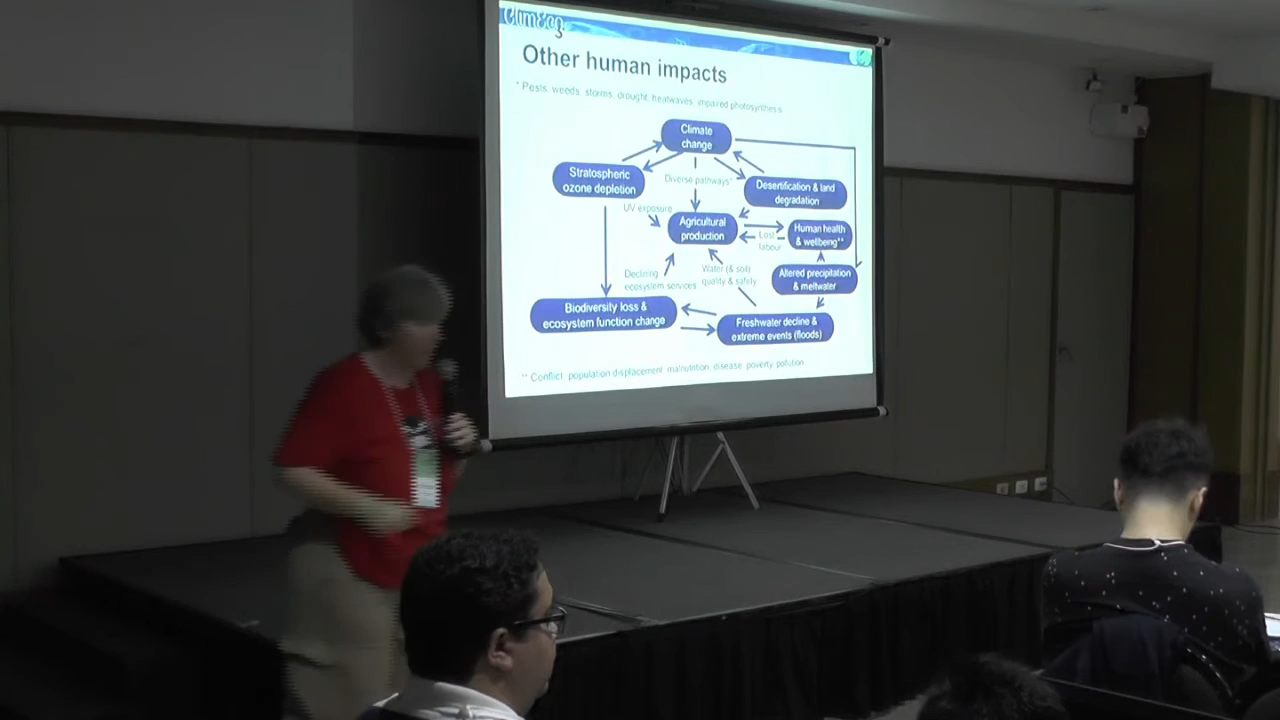 ClimEco
Other human impacts
* Pests, weeds, storms, drought, heatwaves, impaired photosynthesis
Climate
change
Stratospheric
ozone depletion
Diverse pathways*
Desertification & land
degradation
UV exposure
Agricultural
production
Lost
labour
Human health
& wellbeing**
Declining
ecosystem services
Water (& soil)
quality & safety
Altered precipitation
& meltwater
Biodiversity loss &
ecosystem function change
Freshwater decline &
extreme events (floods)
** Conflict, population displacement, malnutrition, disease, poverty, pollution